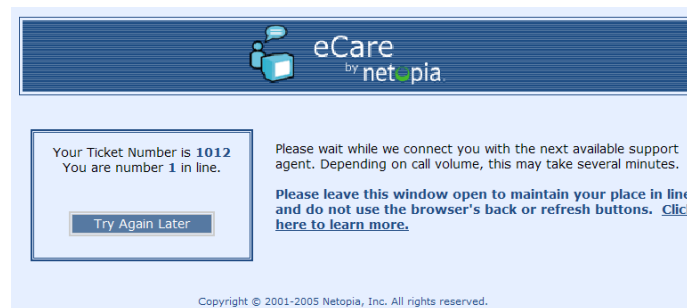 eCare
by netopia.
Your Ticket Number is 1012
You are number 1 in line.
Try Again Later
Please wait while we connect you with the next available support
agent. Depending on call volume, this may take several minutes.
Please leave this window open to maintain your place in line
and do not use the browser's back or refresh buttons. Clic
here to learn more.
Copyright © 2001-2005 Netopia, Inc. All rights reserved.